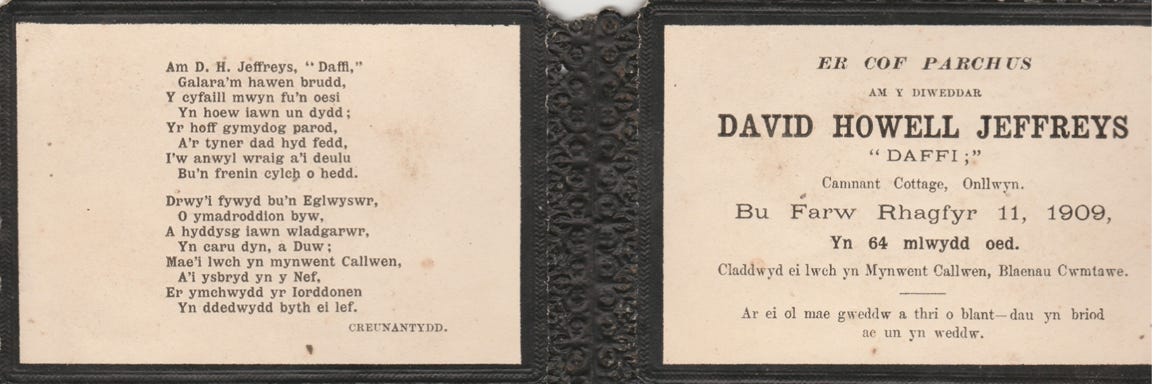 Am D. H. Jeffreys, "Daffi,"
Galara'm hawen brudd,
Y cyfaill mwyn fu'n oesi
Yn hoew iawn un dydd;
Yr hoff gymydog parod,
A'r tyner dad hyd fedd,
I'w anwyl wraig a'i deulu
Bu'n frenin cylch o hedd.
Drwy'i fywyd bu'n Eglwyswr,
O ymadroddion byw,
A hyddysg iawn wladgarwr,
Yn caru dyn, a Duw;
Mae'i lwch yn mynwent Callwen,
A'i ysbryd yn y Nef,
Er ymchwydd yr Iorddonen
Yn ddedwydd byth ei lef.
CREUNANTYDD.
ER COF PARCHUS
AM Y DIWEDDAR
DAVID HOWELL JEFFREYS
"DAFFI;"
Camnant Cottage, Onllwyn.
Bu Farw Rhagfyr 11, 1909,
Yn 64 mlwydd oed.
Claddwyd ei lwch yn Mynwent Callwen, Blaenau Cwmtawe.
Ar ei ol mae gweddw a thri o blant—dau yn briod
ac un yn weddw.